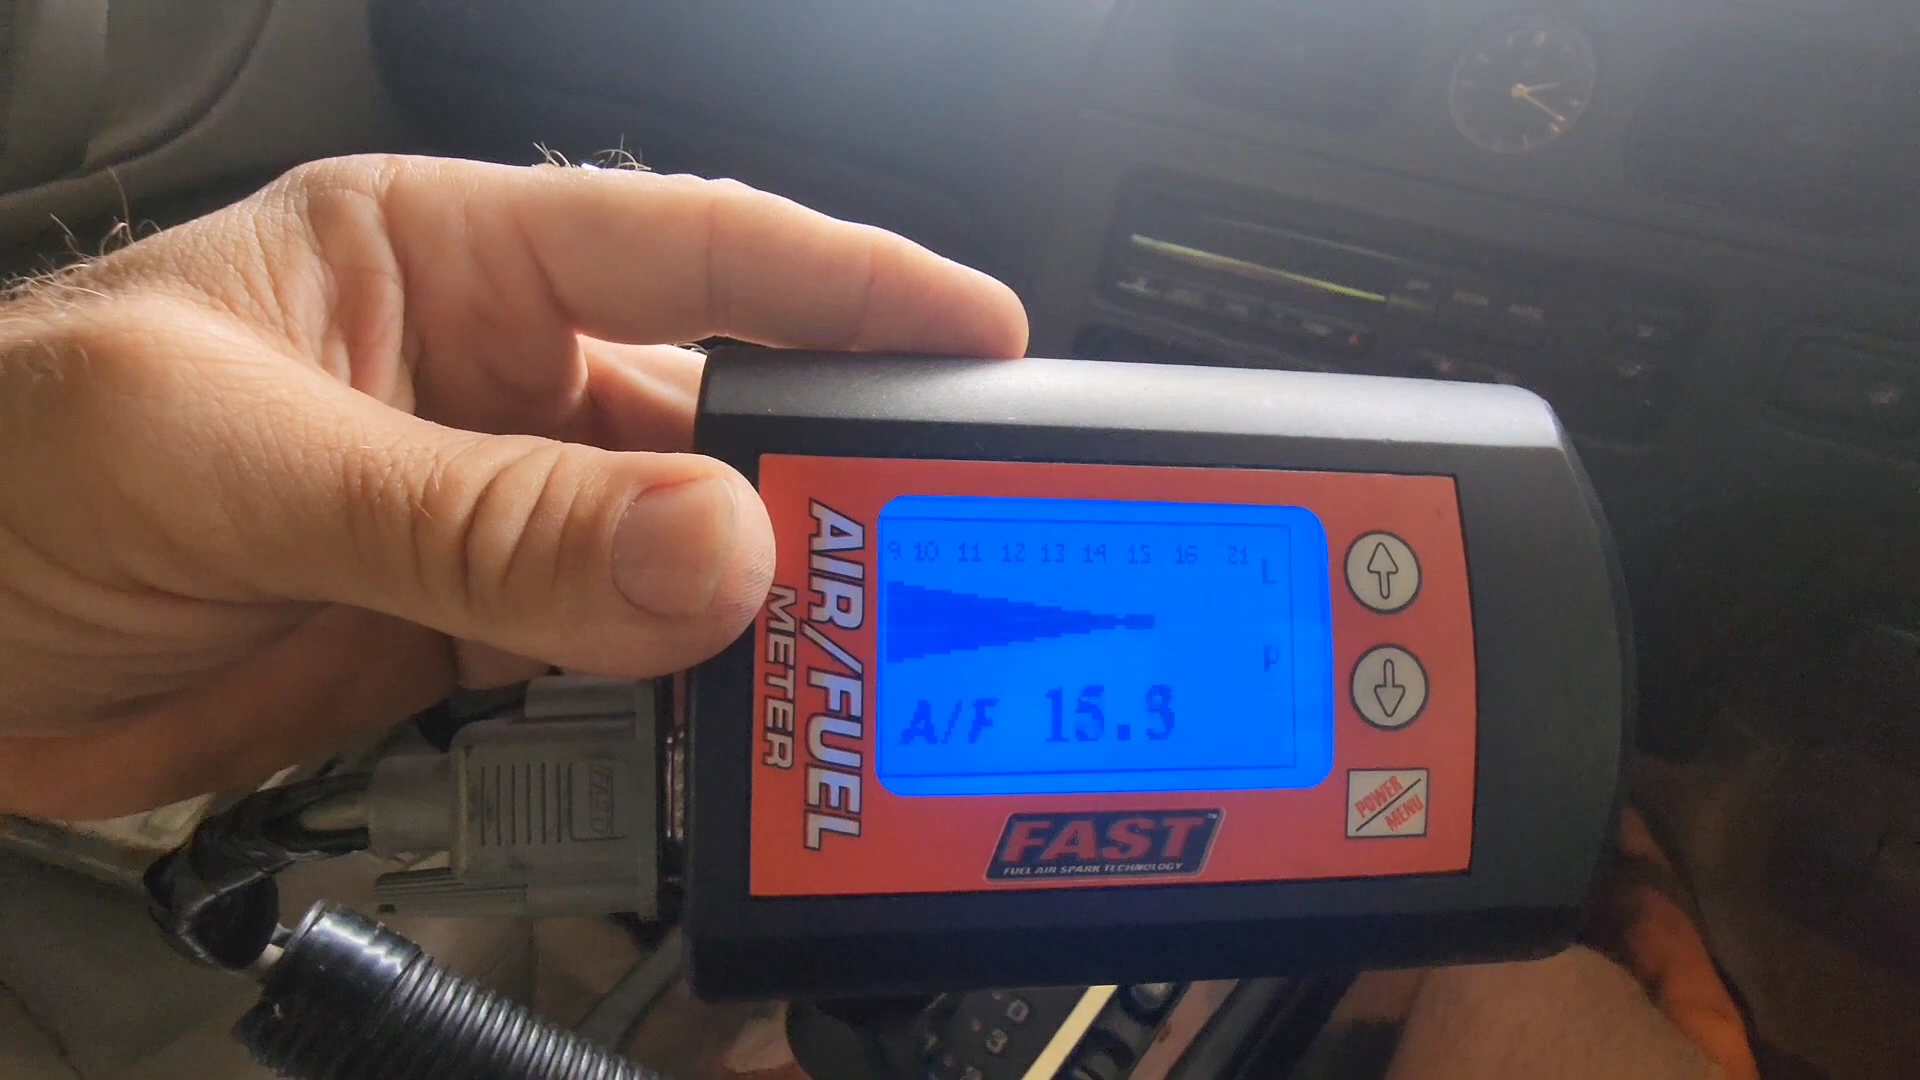 9 10 11 12 13 14 15 16 21
L
P
A/F 15.3
AIR/FUEL
METER
POWER
MENU
FAST™
FUEL AIR SPARK TECHNOLOGY